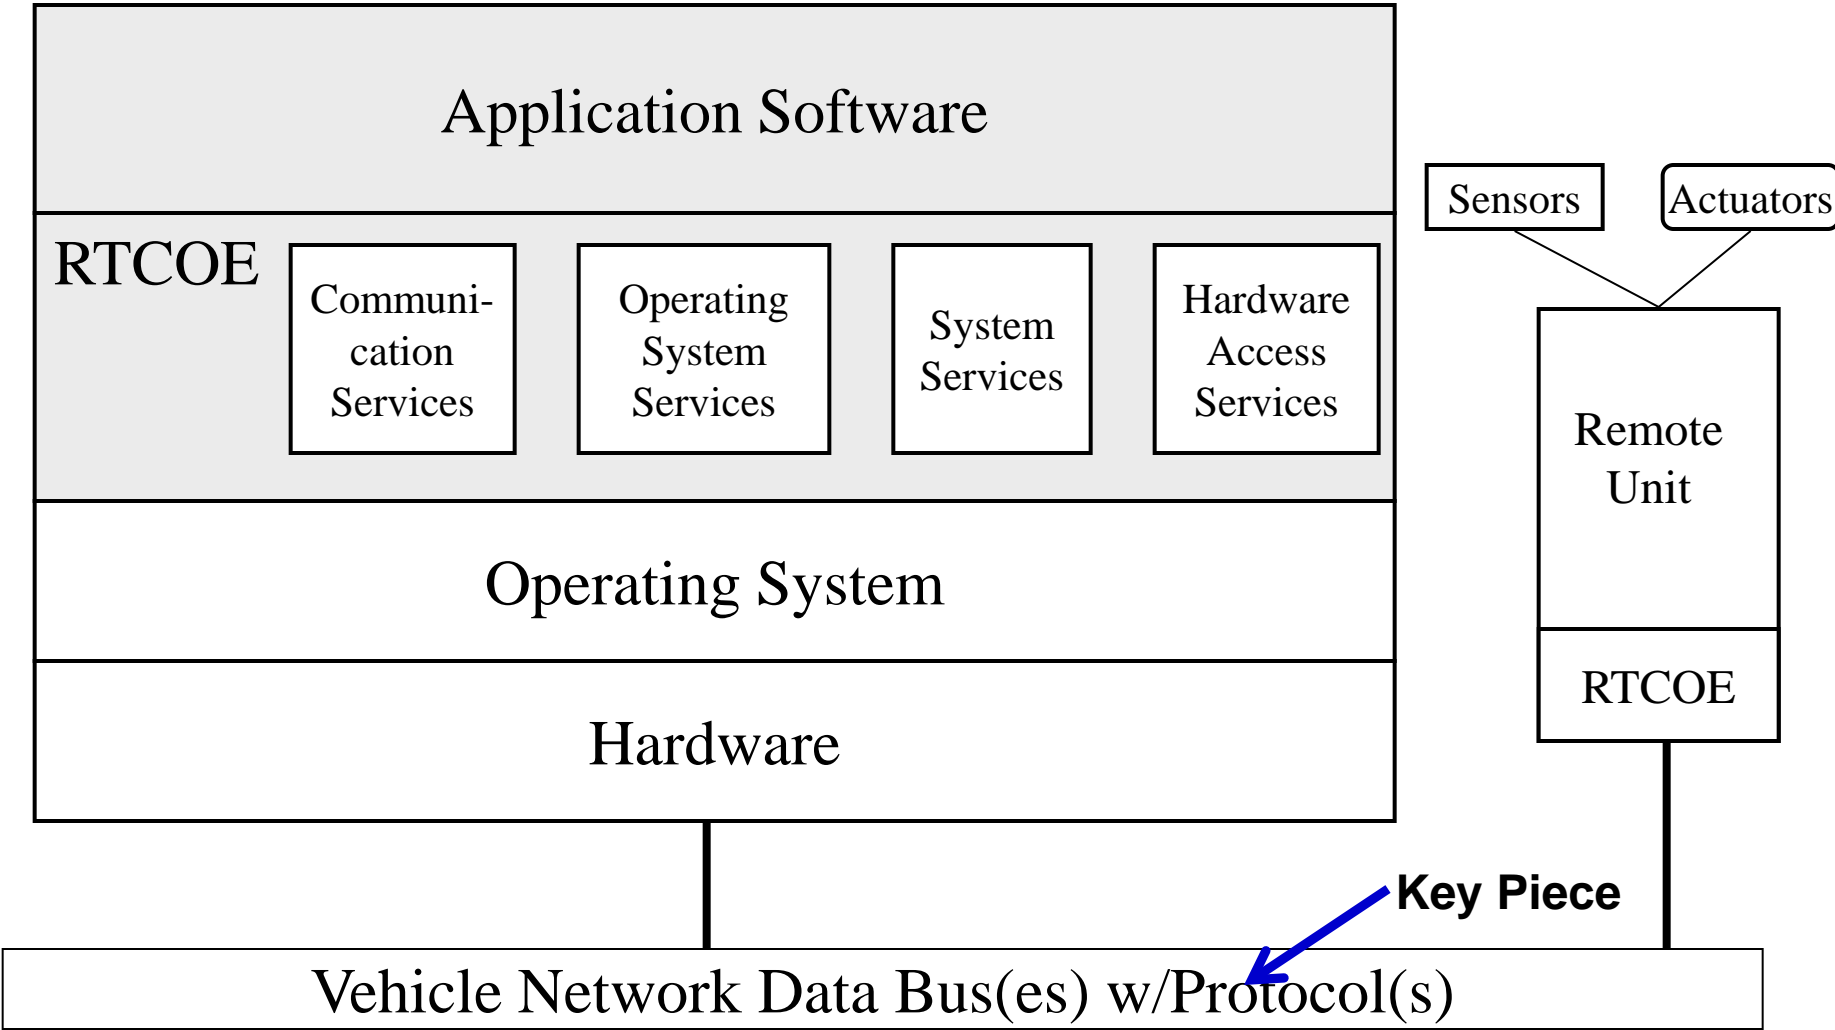 Application Software
Sensors
Actuators
RTCOE
Communi-
cation
Services
Operating
System
Services
System
Services
Hardware
Access
Services
Remote
Unit
Operating System
RTCOE
Hardware
Key Piece
Vehicle Network Data Bus(es) w/Protocol(s)